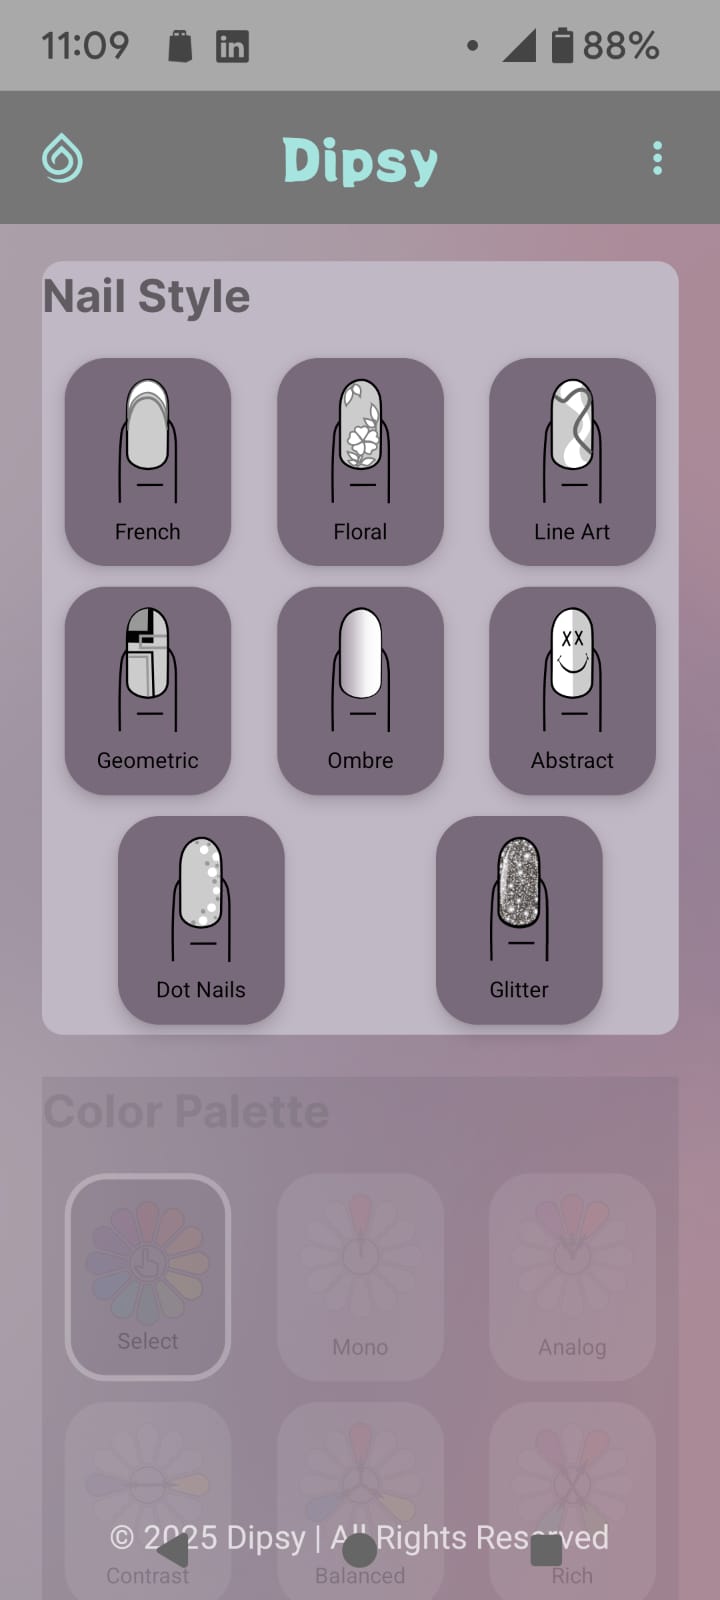 11:09 88%
Dipsy
Nail Style
French Floral Line Art
Geometric Ombre Abstract
Dot Nails Glitter
Color Palette
Select Mono Analog
© 2025 Dipsy | All Rights Reserved
Contrast Balanced Rich